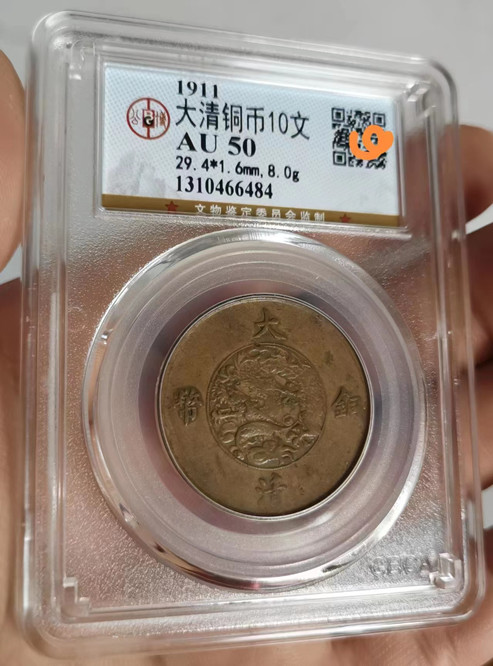 1911
大清铜币10文
AU 50
29.4*1.6mm,8.0g
1310466484
文物鉴定委员会监制
大
幣 銅
清